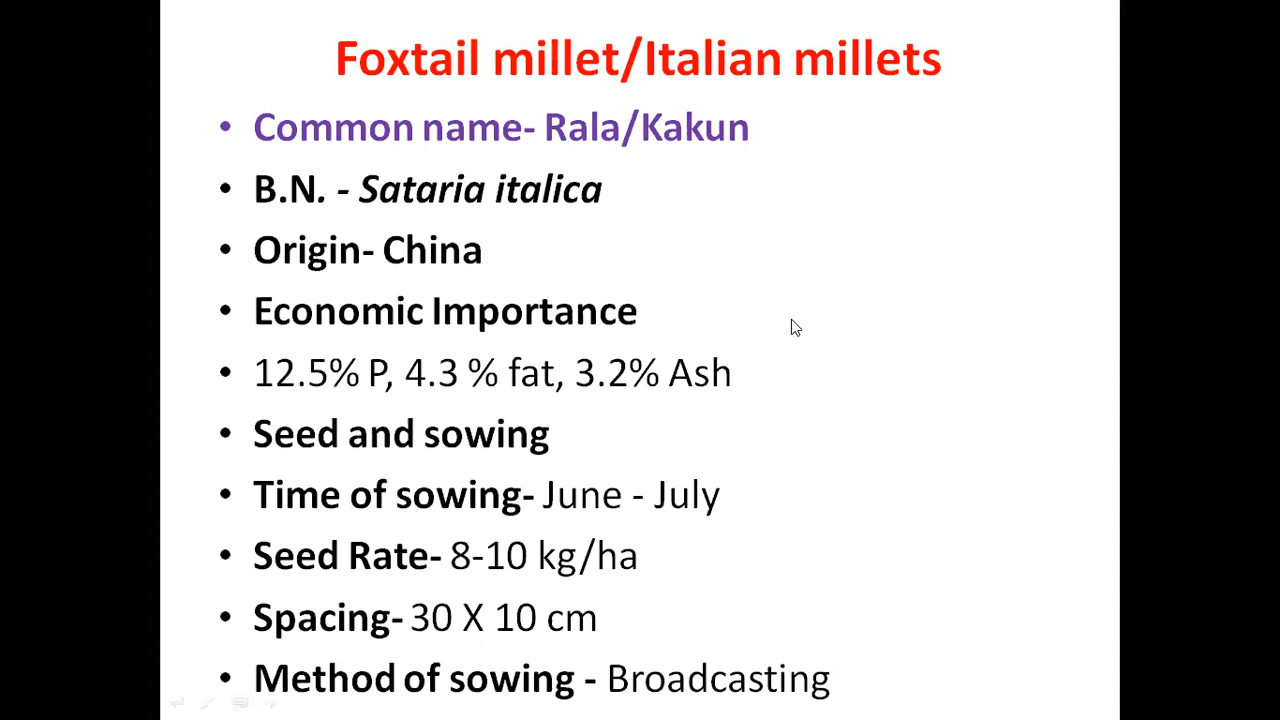 Foxtail millet/Italian millets
• Common name- Rala/Kakun
• B.N. - Sataria italica
• Origin- China
• Economic Importance
• 12.5% P, 4.3 % fat, 3.2% Ash
• Seed and sowing
• Time of sowing- June - July
• Seed Rate- 8-10 kg/ha
• Spacing- 30 X 10 cm
• Method of sowing - Broadcasting